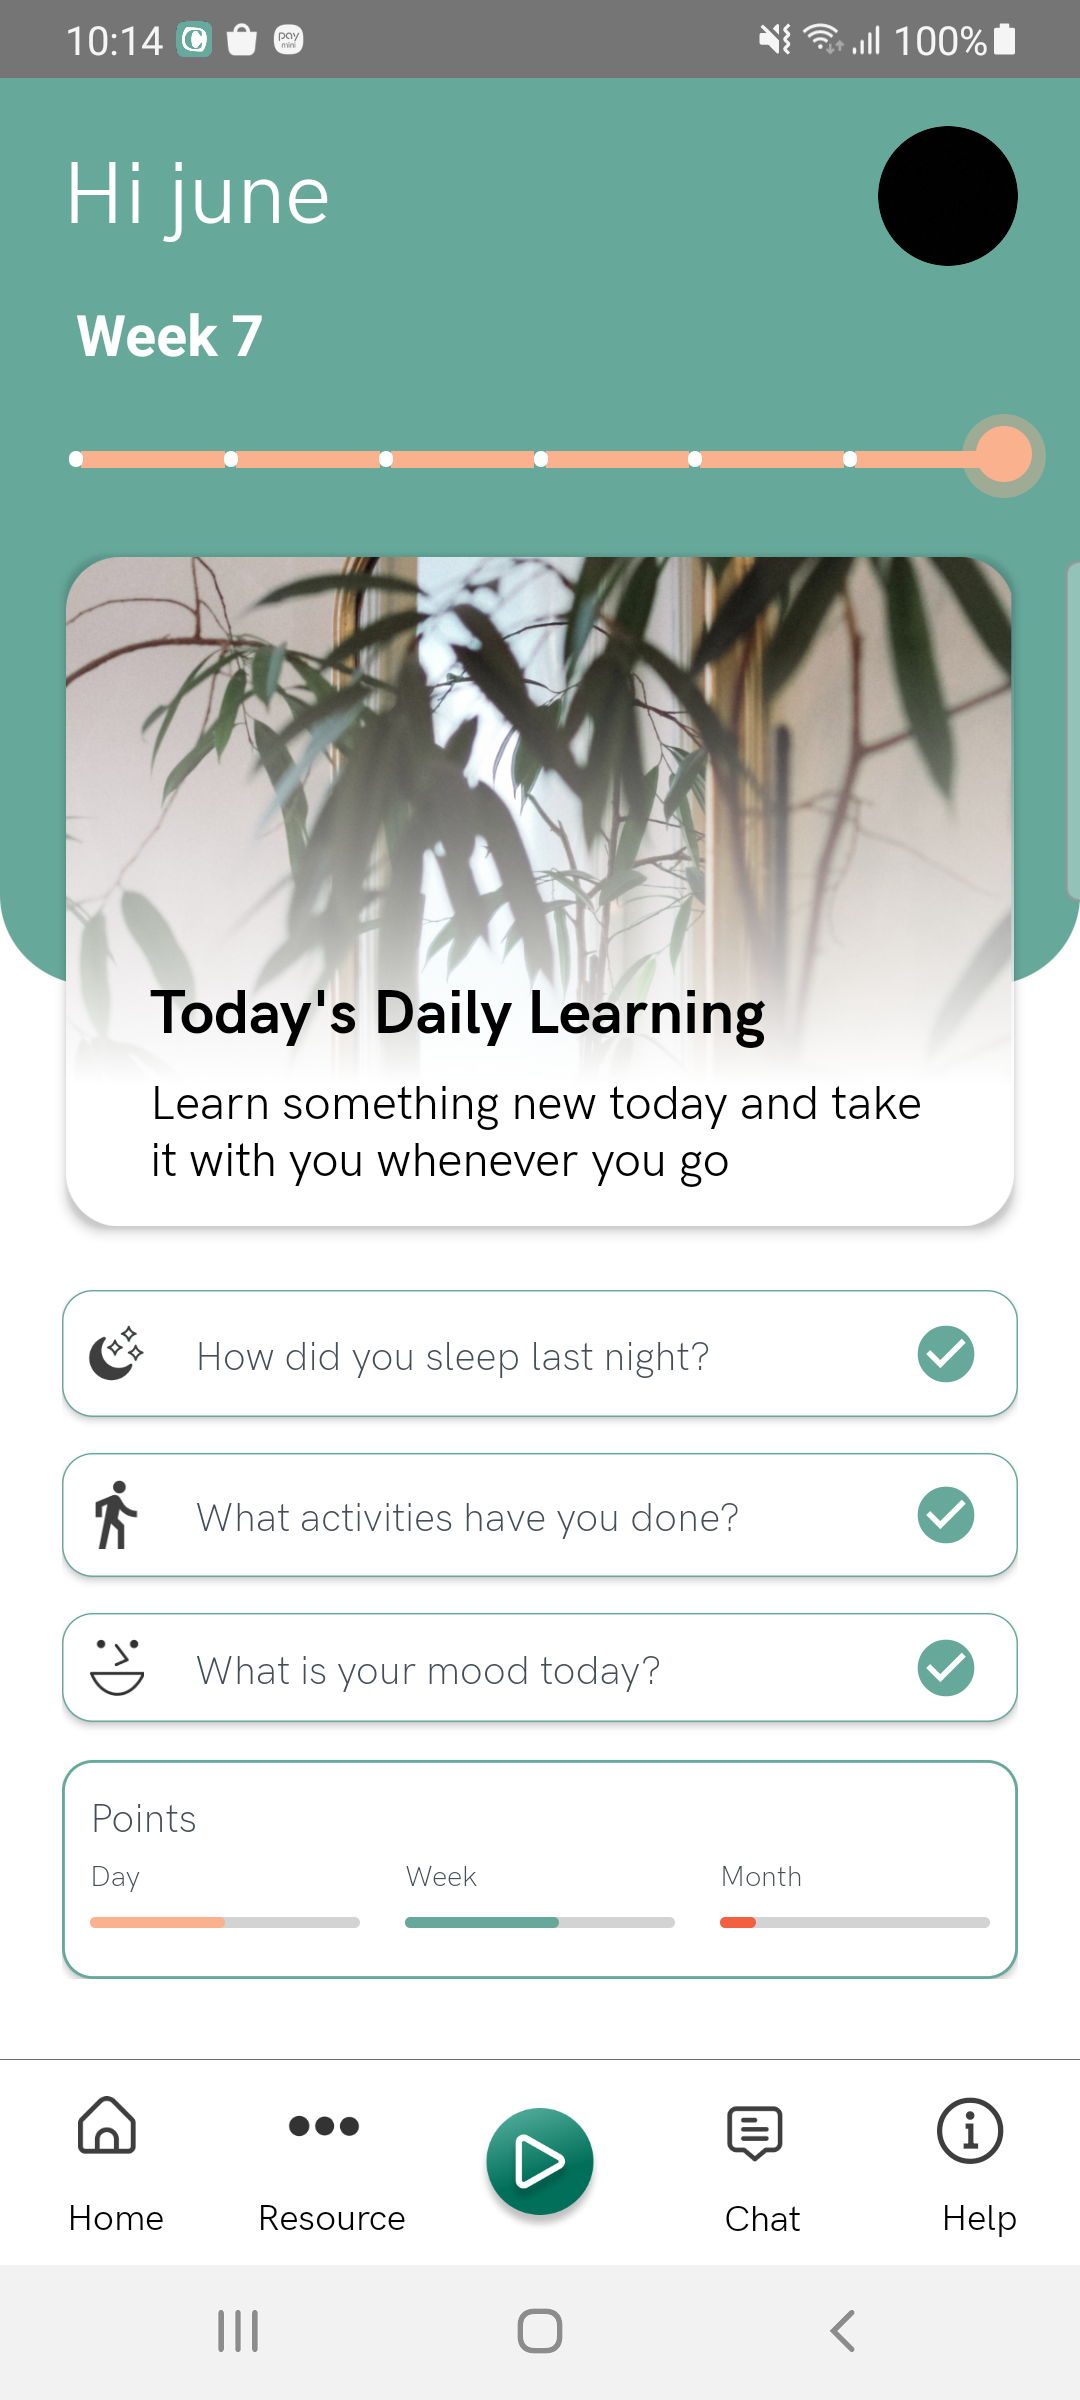 10:14 pay mini 100%
Hi june
Week 7
Today's Daily Learning
Learn something new today and take
it with you whenever you go
How did you sleep last night?
What activities have you done?
What is your mood today?
Points
Day Week Month
Home Resource Chat Help